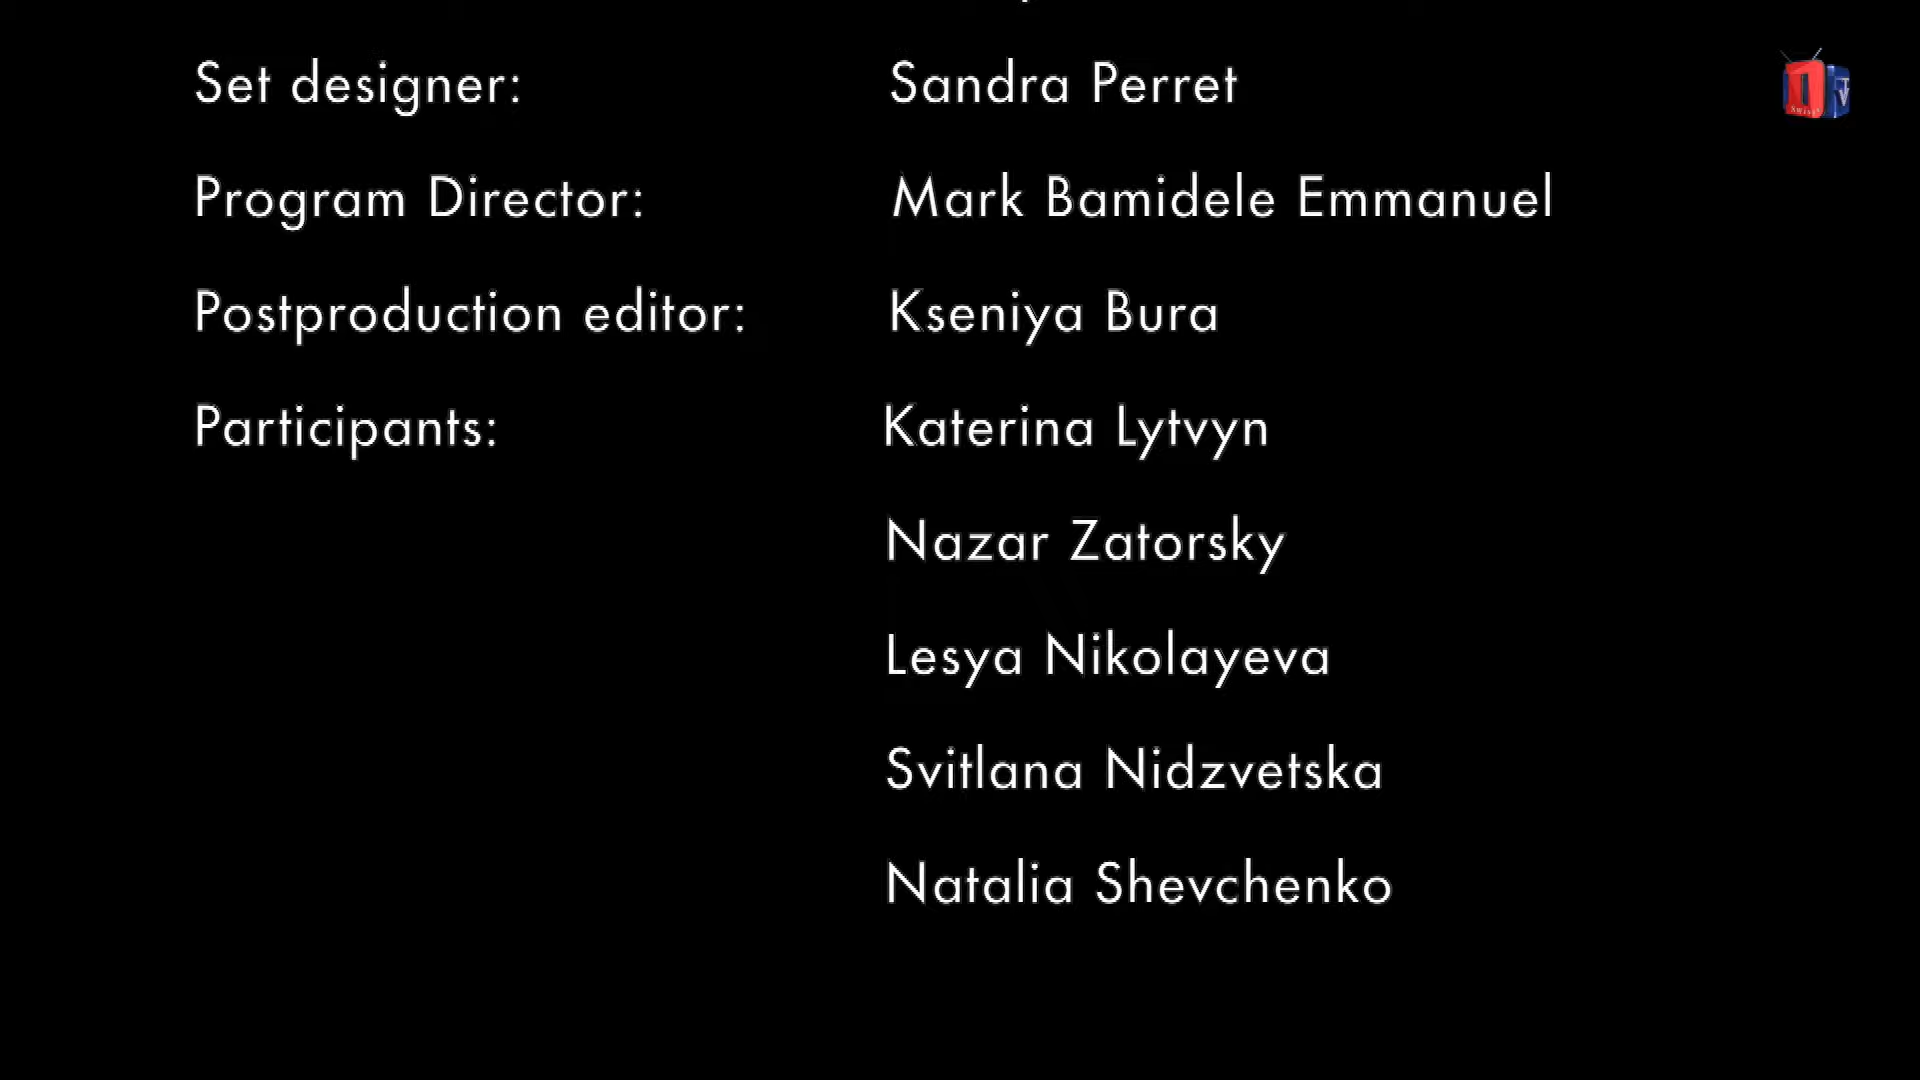 Set designer: Sandra Perret
Program Director: Mark Bamidele Emmanuel
Postproduction editor: Kseniya Bura
Participants: Katerina Lytvyn
Nazar Zatorsky
Lesya Nikolayeva
Svitlana Nidzvetska
Natalia Shevchenko